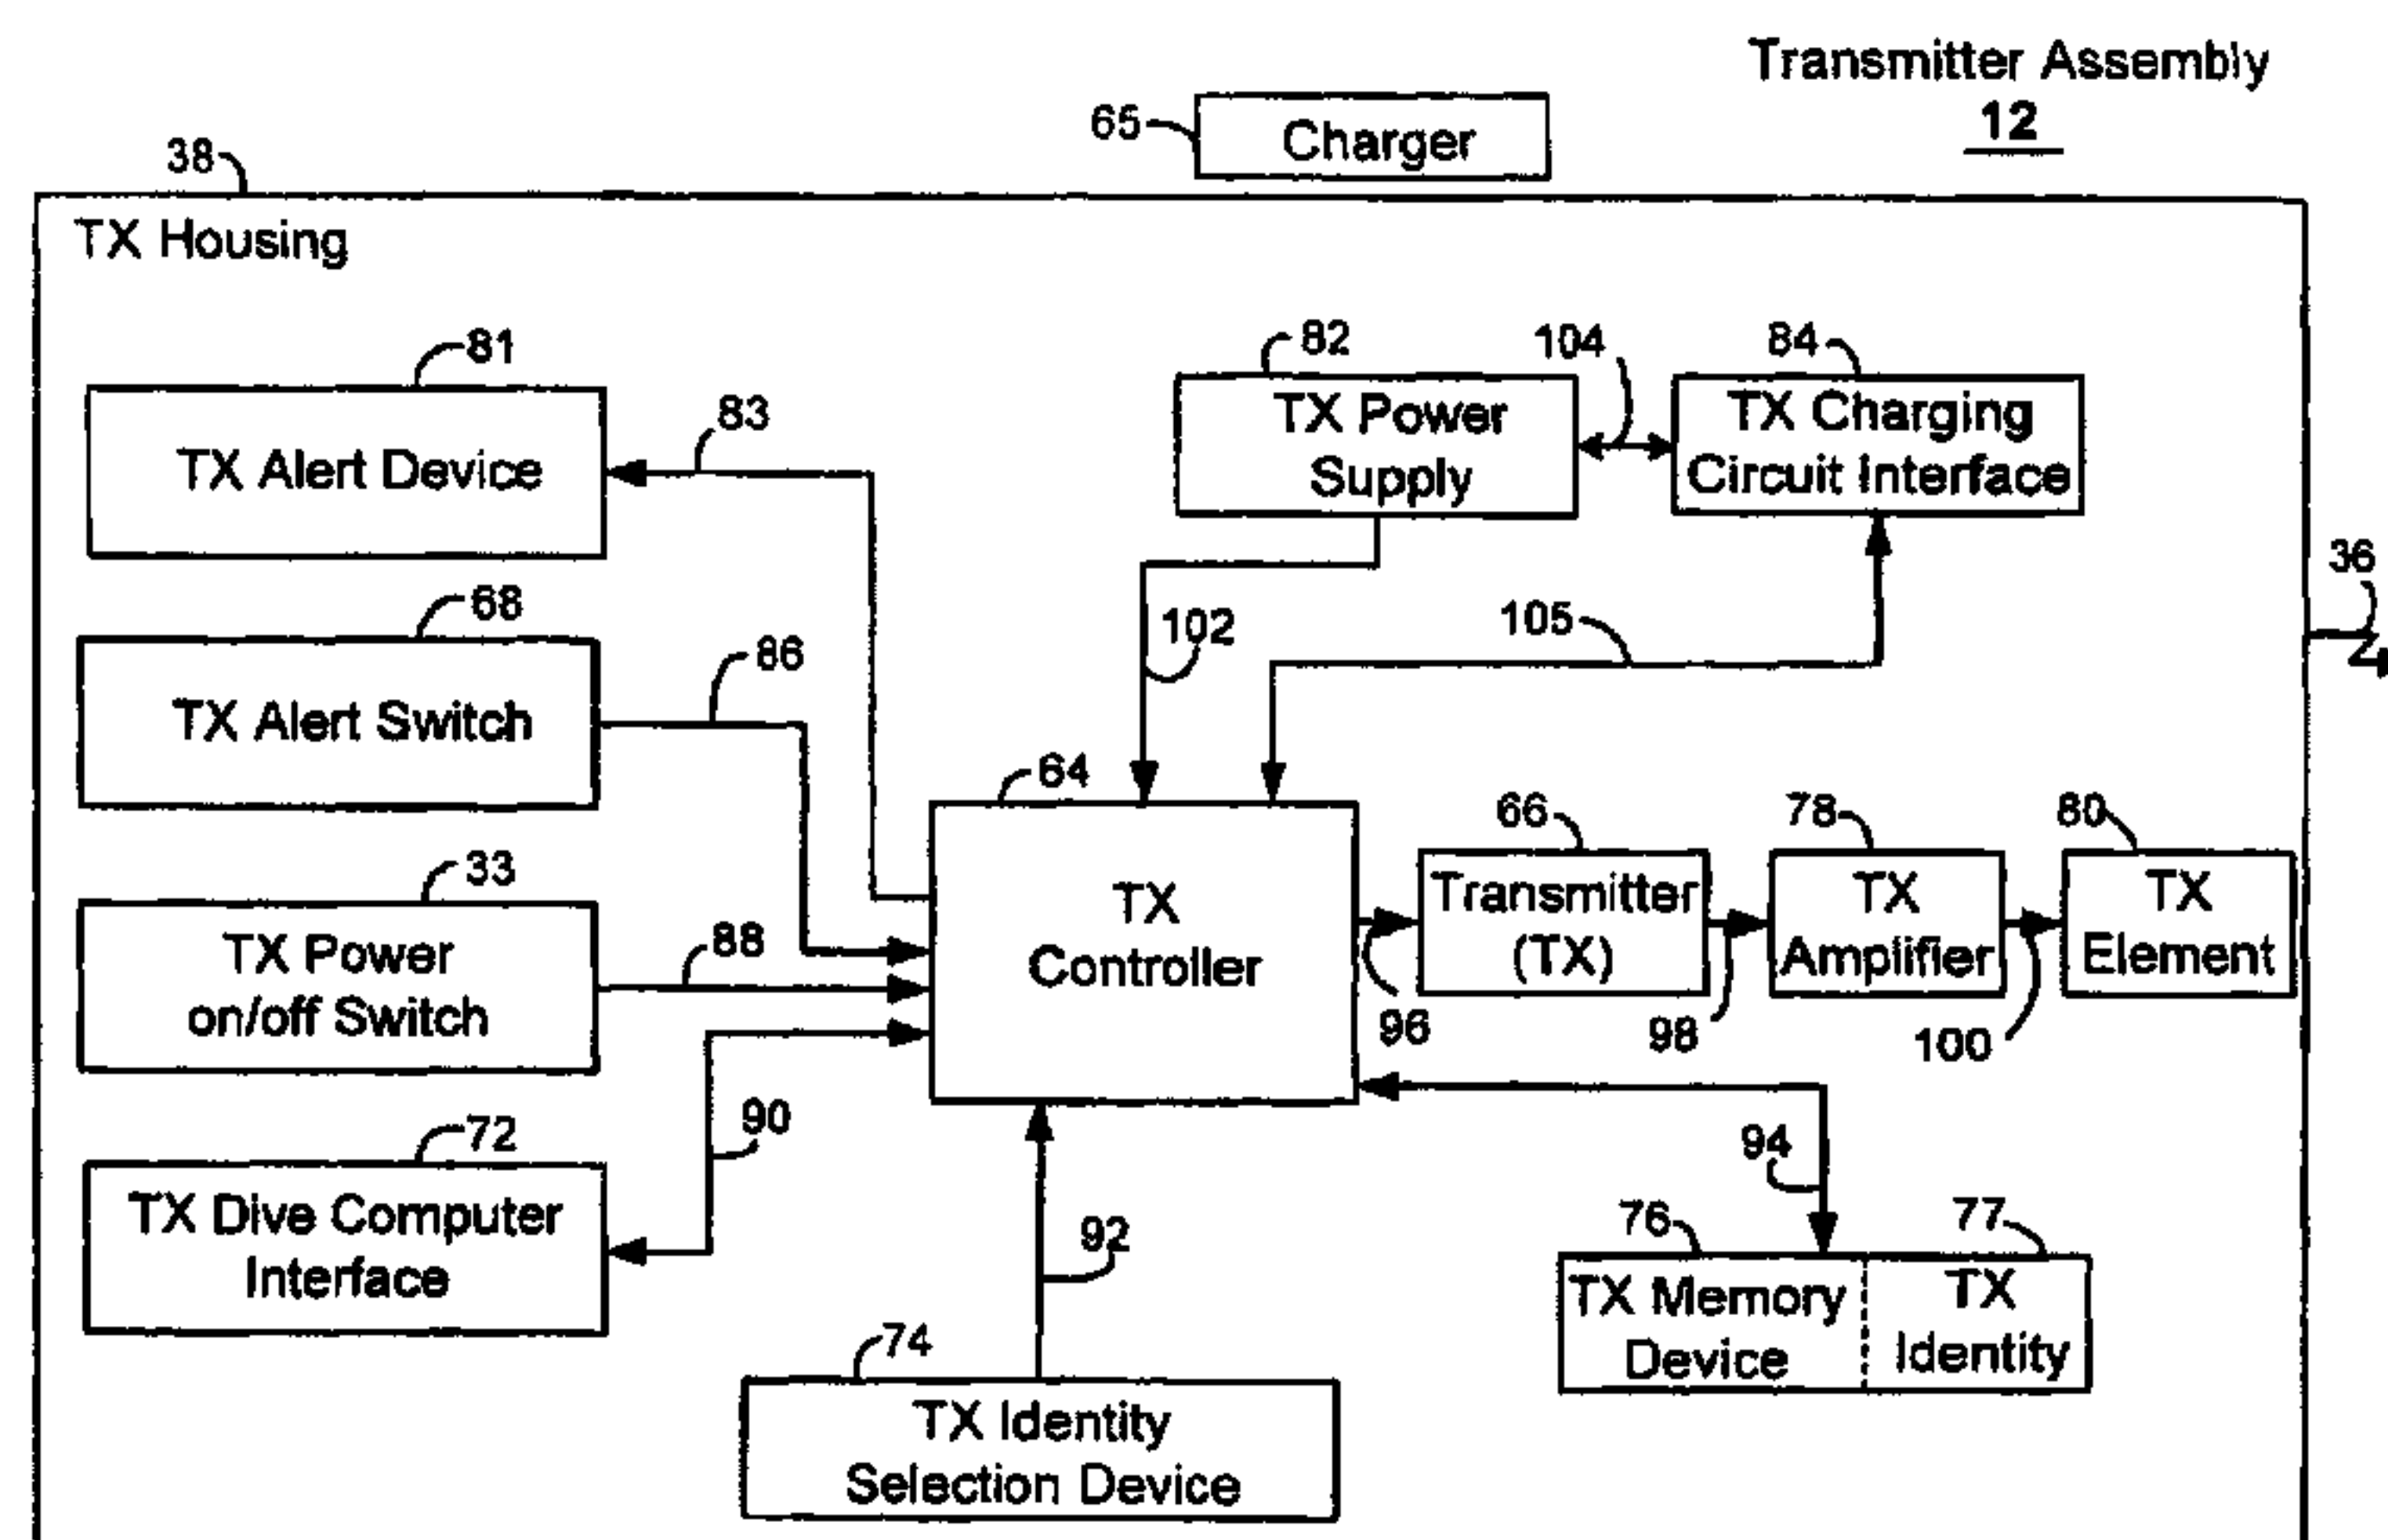 Transmitter Assembly
12
65
Charger
38
TX Housing
81
TX Alert Device
83
82
TX Power
Supply
104
84
TX Charging
Circuit Interface
36
68
TX Alert Switch
86
102
105
33
TX Power
on/off Switch
88
64
TX
Controller
66
Transmitter
(TX)
96
78
TX
Amplifier
98
80
TX
Element
100
72
TX Dive Computer
Interface
90
92
94
74
TX Identity
Selection Device
76
TX Memory
Device
77
TX
Identity